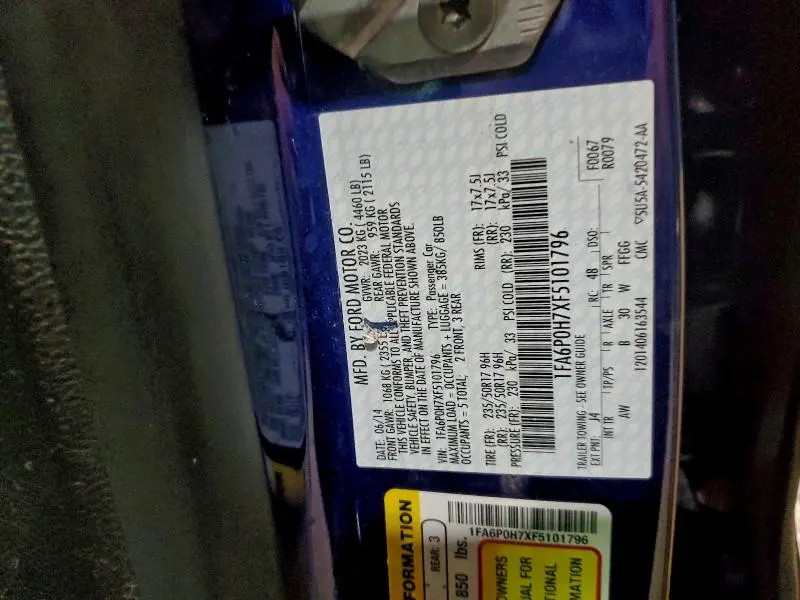 MFD. BY FORD MOTOR CO.
DATE: 06/14 GVWR: 2023 KG ( 4460 LB)
FRONT GAWR: 1068 KG ( 2355 LB) REAR GAWR: 959 KG ( 2115 LB)
THIS VEHICLE CONFORMS TO ALL APPLICABLE FEDERAL MOTOR
VEHICLE SAFETY, BUMPER, AND THEFT PREVENTION STANDARDS
IN EFFECT ON THE DATE OF MANUFACTURE SHOWN ABOVE.
VIN: 1FA6P0H7XF5101796 TYPE: Passenger Car
MAXIMUM LOAD = OCCUPANTS + LUGGAGE = 385KG/ 850LB
OCCUPANTS = 5 TOTAL; 2 FRONT, 3 REAR
TIRE (FR): 235/50R17 96H RIMS (FR): 17x7.5J
(RR): 235/50R17 96H (RR): 17x7.5J
PRESSURE (FR): 230 kPa/ 33 PSI COLD (RR): 230 kPa/ 33 PSI COLD
1FA6P0H7XF5101796
TRAILER TOWING - SEE OWNER GUIDE F0067
EXT PNT: J4 RC: 4B DSO: R0079
INT TR TP/PS R AXLE TR SPR
AW B 30 W FFGG
1201406163544 CMC ▽5U5A-5420472-AA
FORMATION
REAR: 3
850 lbs.
1FA6P0H7XF5101796
OWNERS
UAL FOR
TIONAL
MATION